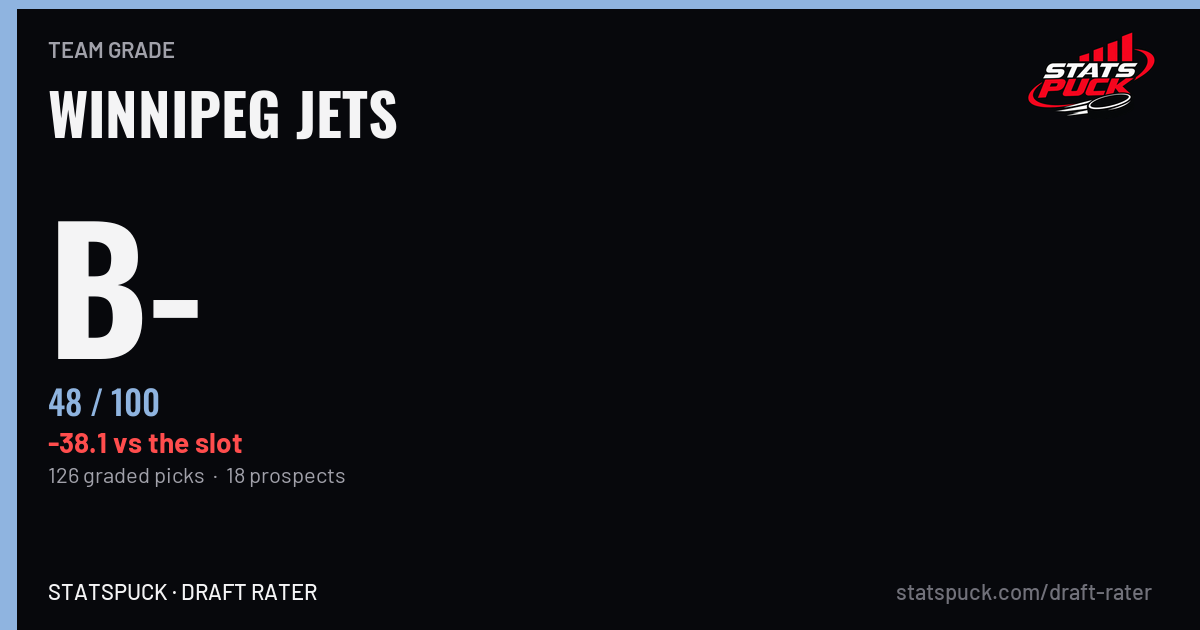 TEAM GRADE
STATS
PUCK
WINNIPEG JETS
B-
48 / 100
-38.1 vs the slot
126 graded picks · 18 prospects
STATSPUCK · DRAFT RATER
statspuck.com/draft-rater